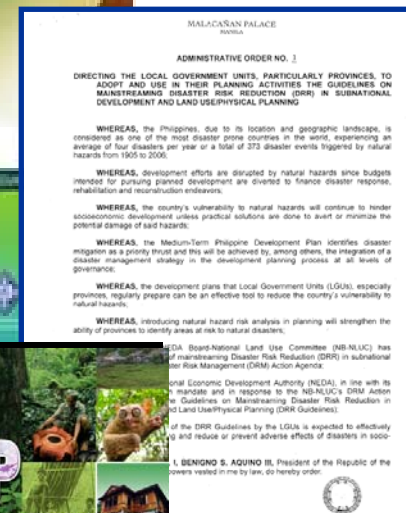 MALACAÑAN PALACE
MANILA
ADMINISTRATIVE ORDER NO. 1
DIRECTING THE LOCAL GOVERNMENT UNITS, PARTICULARLY PROVINCES, TO
ADOPT AND USE IN THEIR PLANNING ACTIVITIES THE GUIDELINES ON
MAINSTREAMING DISASTER RISK REDUCTION (DRR) IN SUBNATIONAL
DEVELOPMENT AND LAND USE/PHYSICAL PLANNING
WHEREAS, the Philippines, due to its location and geographic landscape, is
considered as one of the most disaster prone countries in the world, experiencing an
average of four disasters per year or a total of 373 disaster events triggered by natural
hazards from 1905 to 2006;
WHEREAS, development efforts are disrupted by natural hazards since budgets
intended for pursuing planned development are diverted to finance disaster response,
rehabilitation and reconstruction endeavors;
WHEREAS, the country's vulnerability to natural hazards will continue to hinder
socioeconomic development unless practical solutions are done to avert or minimize the
potential damage of said hazards;
WHEREAS, the Medium-Term Philippine Development Plan identifies disaster
mitigation as a priority thrust and this will be achieved by, among others, the integration of a
disaster management strategy in the development planning process at all levels of
governance;
WHEREAS, the development plans that Local Government Units (LGUs), especially
provinces, regularly prepare can be an effective tool to reduce the country's vulnerability to
natural hazards;
WHEREAS, introducing natural hazard risk analysis in planning will strengthen the
ability of provinces to identify areas at risk to natural disasters;
EDA Board-National Land Use Committee (NB-NLUC) has
of mainstreaming Disaster Risk Reduction (DRR) in subnational
ster Risk Management (DRM) Action Agenda;
onal Economic Development Authority (NEDA), in line with its
mandate and in response to the NB-NLUC's DRM Action
e Guidelines on Mainstreaming Disaster Risk Reduction in
nd Land Use/Physical Planning (DRR Guidelines);
of the DRR Guidelines by the LGUs is expected to effectively
g and reduce or prevent adverse effects of disasters in socio-
I, BENIGNO S. AQUINO III, President of the Republic of the
powers vested in me by law, do hereby order: